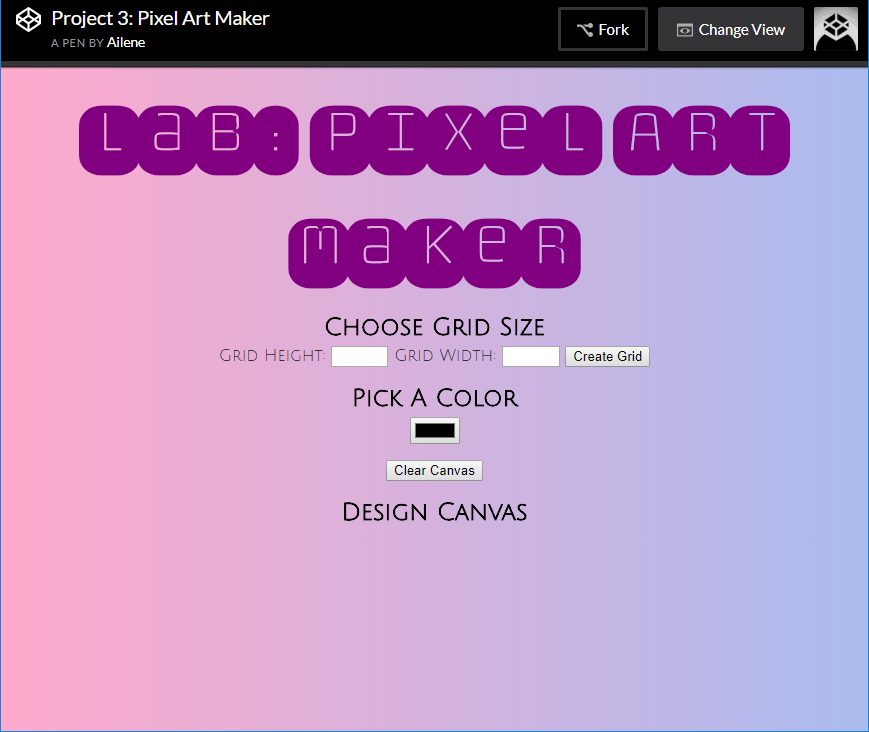 Project 3: Pixel Art Maker
A PEN BY Ailene
Fork
Change View
LaB: PIXeL ART
MaKeR
Choose Grid Size
Grid Height: Grid Width: Create Grid
Pick A Color
Clear Canvas
Design Canvas